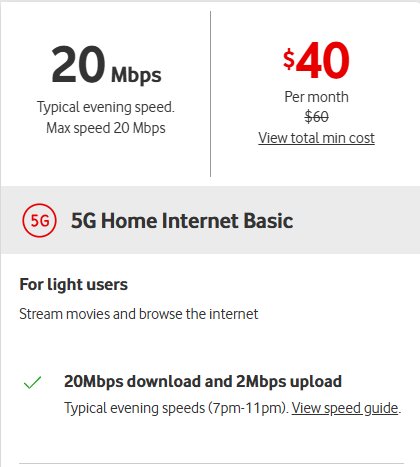 20 Mbps
Typical evening speed.
Max speed 20 Mbps
$40
Per month
$60
View total min cost
5G
5G Home Internet Basic
For light users
Stream movies and browse the internet
20Mbps download and 2Mbps upload
Typical evening speeds (7pm-11pm). View speed guide.